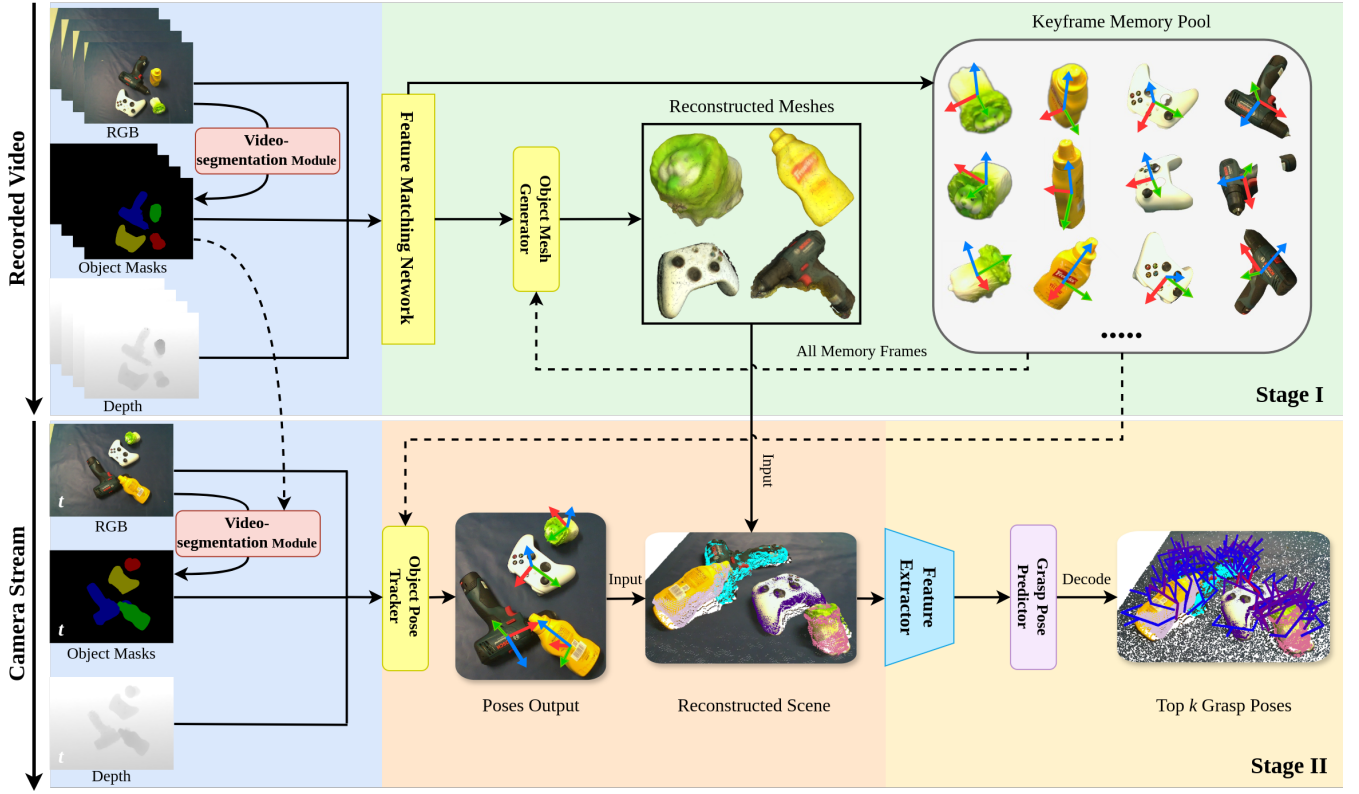 Recorded Video
Camera Stream
RGB
Video-
segmentation Module
Object Masks
Depth
Feature Matching Network
Object Mesh
Generator
Reconstructed Meshes
Keyframe Memory Pool
All Memory Frames
Stage I
t
RGB
Video-
segmentation Module
t
Object Masks
t
Depth
Object Pose
Tracker
Poses Output
Input
Input
Reconstructed Scene
Feature
Extractor
Grasp Pose
Predictor
Decode
Top k Grasp Poses
Stage II